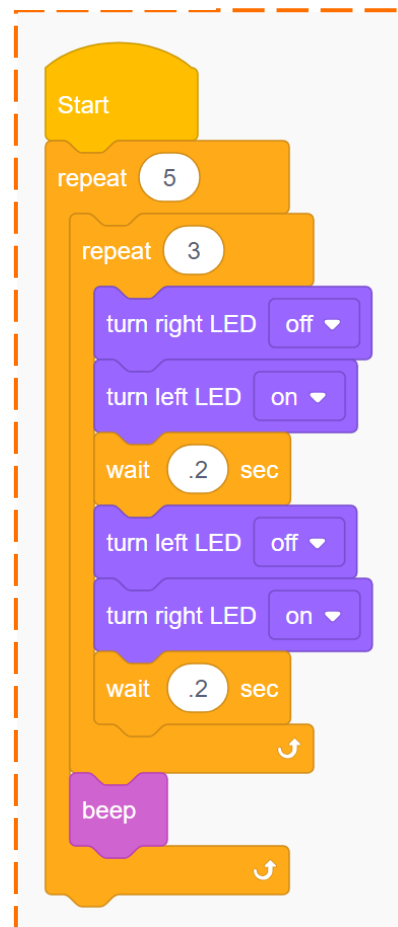 Start
repeat 5
repeat 3
turn right LED off
turn left LED on
wait .2 sec
turn left LED off
turn right LED on
wait .2 sec
beep